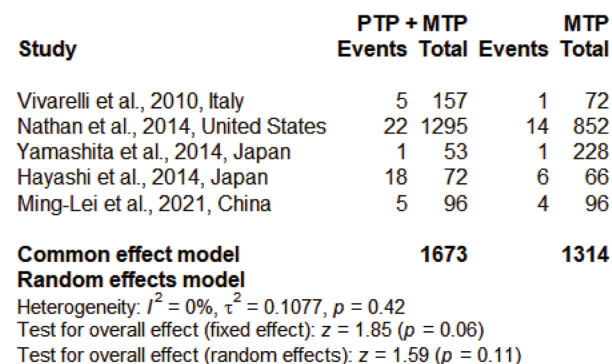 PTP + MTP MTP
Study Events Total Events Total
Vivarelli et al., 2010, Italy 5 157 1 72
Nathan et al., 2014, United States 22 1295 14 852
Yamashita et al., 2014, Japan 1 53 1 228
Hayashi et al., 2014, Japan 18 72 6 66
Ming-Lei et al., 2021, China 5 96 4 96
Common effect model 1673 1314
Random effects model
Heterogeneity: I² = 0%, τ² = 0.1077, p = 0.42
Test for overall effect (fixed effect): z = 1.85 (p = 0.06)
Test for overall effect (random effects): z = 1.59 (p = 0.11)